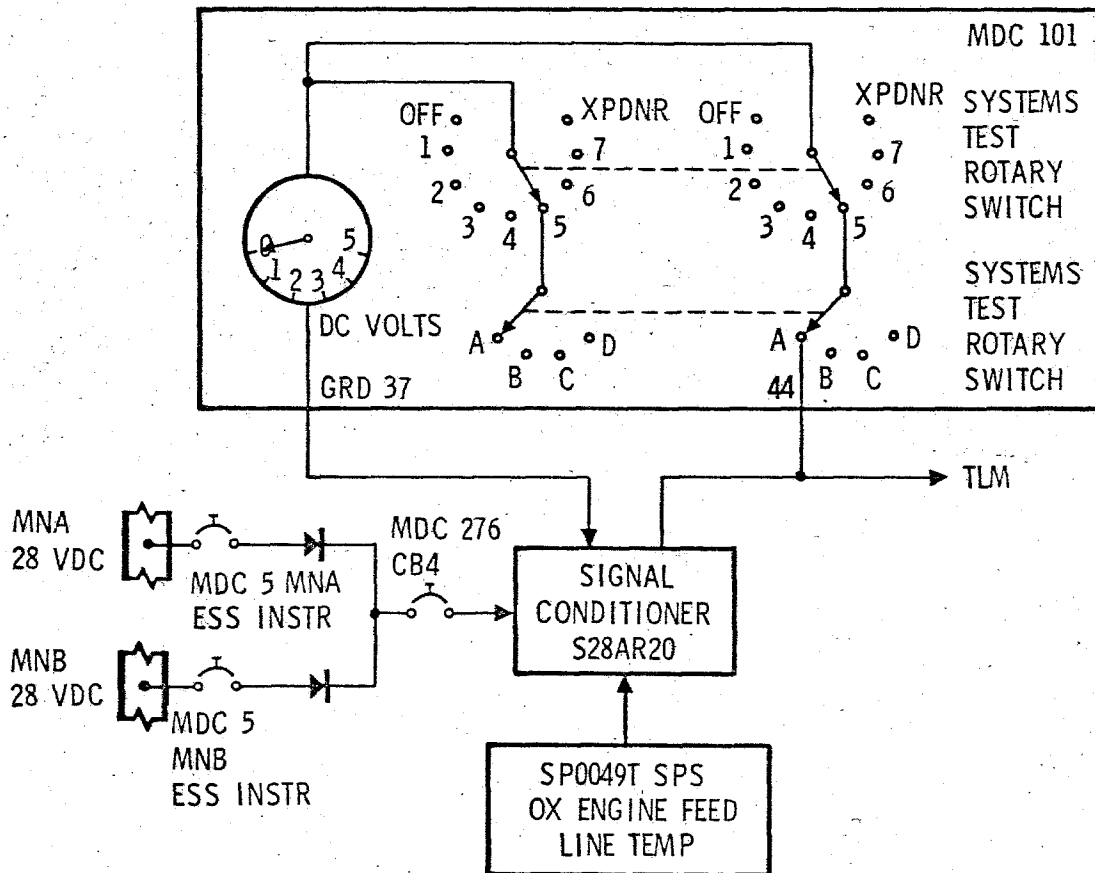 MDC 101
SYSTEMS
TEST
ROTARY
SWITCH
OFF
XPDNR
1
7
2
6
3
4
5
OFF
XPDNR
1
7
2
6
3
4
5
0
1
2
3
4
5
DC VOLTS
GRD 37
A
B
C
D
A
B
C
D
44
SYSTEMS
TEST
ROTARY
SWITCH
TLM
MNA
28 VDC
MDC 5 MNA
ESS INSTR
MDC 276
CB4
SIGNAL
CONDITIONER
S28AR20
MNB
28 VDC
MDC 5
MNB
ESS INSTR
SP0049T SPS
OX ENGINE FEED
LINE TEMP